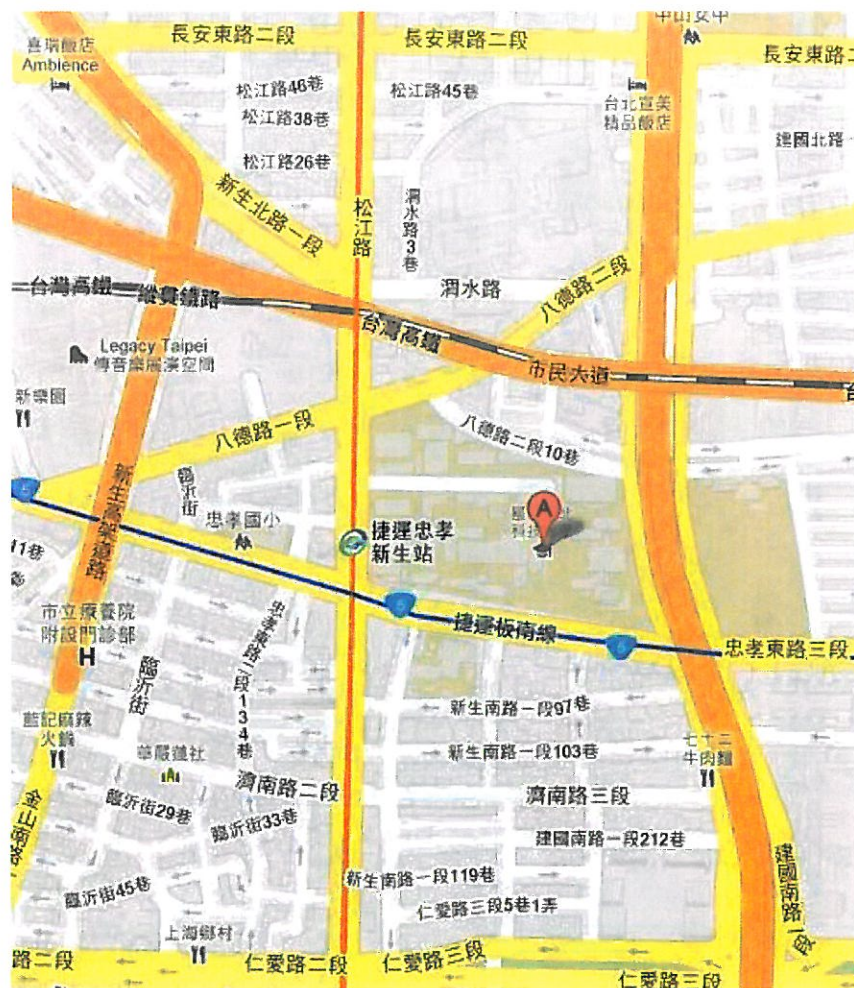 長安東路二段
長安東路二段
喜瑞飯店
Ambience
松江路46巷
松江路45巷
台北宣美
精品飯店
松江路38巷
建國北路一
松江路26巷
新生北路一段
松江路
渭水路3巷
八德路二段
渭水路
台灣高鐵
縱貫鐵路
台灣高鐵
Legacy Taipei
傳音樂展演空間
市民大道
新樂園
八德路一段
八德路二段10巷
臨沂街
新生高架道路
忠孝國小
捷運忠孝
新生站
A
市立療養院
附設門診部
H
忠孝東路二段134巷
捷運板南線
忠孝東路三段
臨沂街
新生南路一段97巷
藍記麻辣
火鍋
新生南路一段103巷
七十二
牛肉麵
華嚴蓮社
濟南路二段
濟南路三段
臨沂街29巷
臨沂街33巷
金山南路
建國南路一段212巷
臨沂街45巷
新生南路一段119巷
仁愛路三段5巷1弄
建國南路一段
上海鄉村
路二段
仁愛路二段
仁愛路三段
仁愛路三段